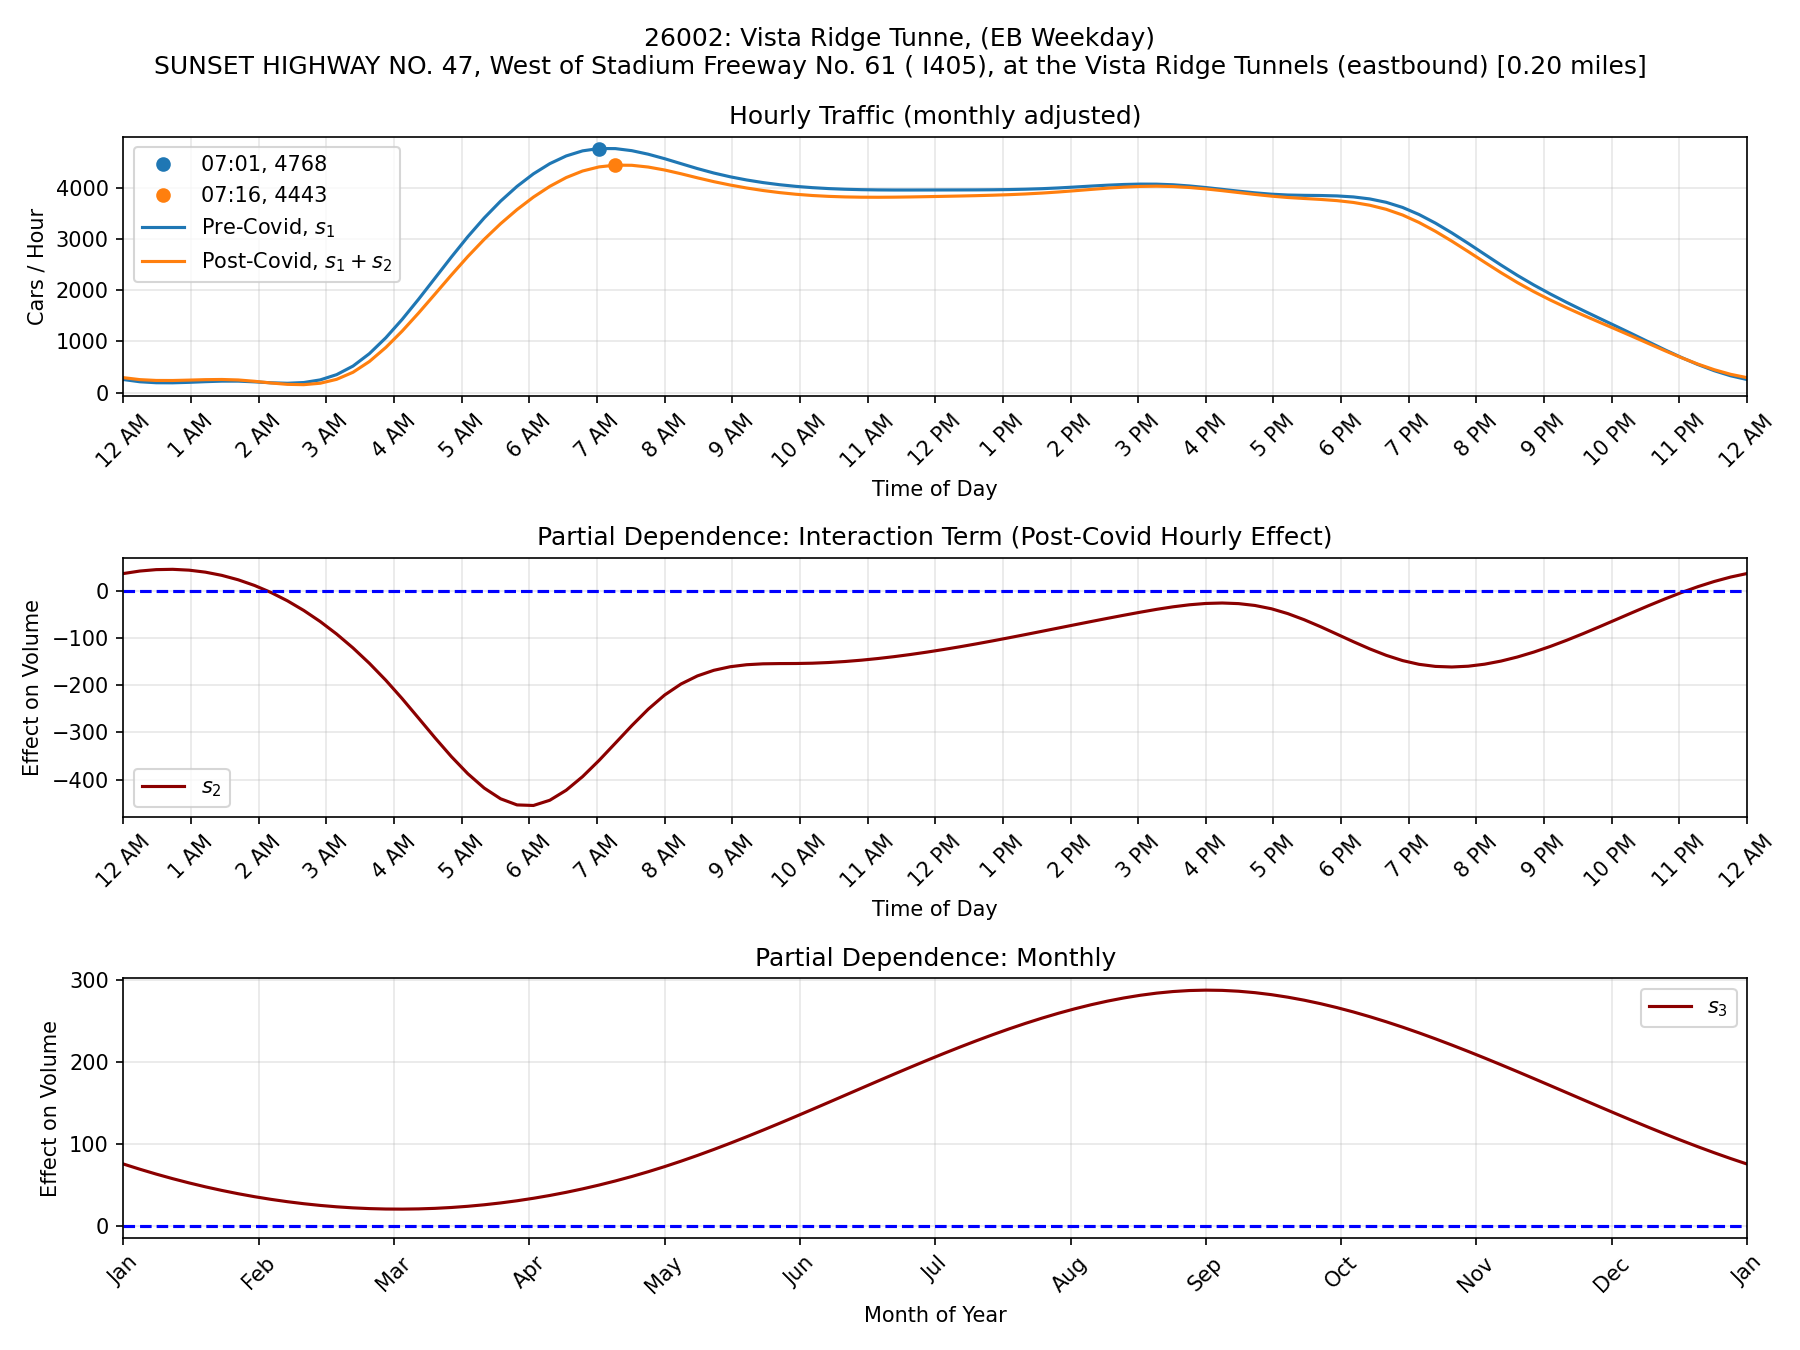 26002: Vista Ridge Tunne, (EB Weekday)
SUNSET HIGHWAY NO. 47, West of Stadium Freeway No. 61 ( I405), at the Vista Ridge Tunnels (eastbound) [0.20 miles]
Hourly Traffic (monthly adjusted)
Cars / Hour
4000
3000
2000
1000
0
07:01, 4768
07:16, 4443
Pre-Covid, s₁
Post-Covid, s₁ + s₂
12 AM 1 AM 2 AM 3 AM 4 AM 5 AM 6 AM 7 AM 8 AM 9 AM 10 AM 11 AM 12 PM 1 PM 2 PM 3 PM 4 PM 5 PM 6 PM 7 PM 8 PM 9 PM 10 PM 11 PM 12 AM
Time of Day
Partial Dependence: Interaction Term (Post-Covid Hourly Effect)
Effect on Volume
0
−100
−200
−300
−400
s₂
12 AM 1 AM 2 AM 3 AM 4 AM 5 AM 6 AM 7 AM 8 AM 9 AM 10 AM 11 AM 12 PM 1 PM 2 PM 3 PM 4 PM 5 PM 6 PM 7 PM 8 PM 9 PM 10 PM 11 PM 12 AM
Time of Day
Partial Dependence: Monthly
Effect on Volume
300
200
100
0
s₃
Jan Feb Mar Apr May Jun Jul Aug Sep Oct Nov Dec Jan
Month of Year